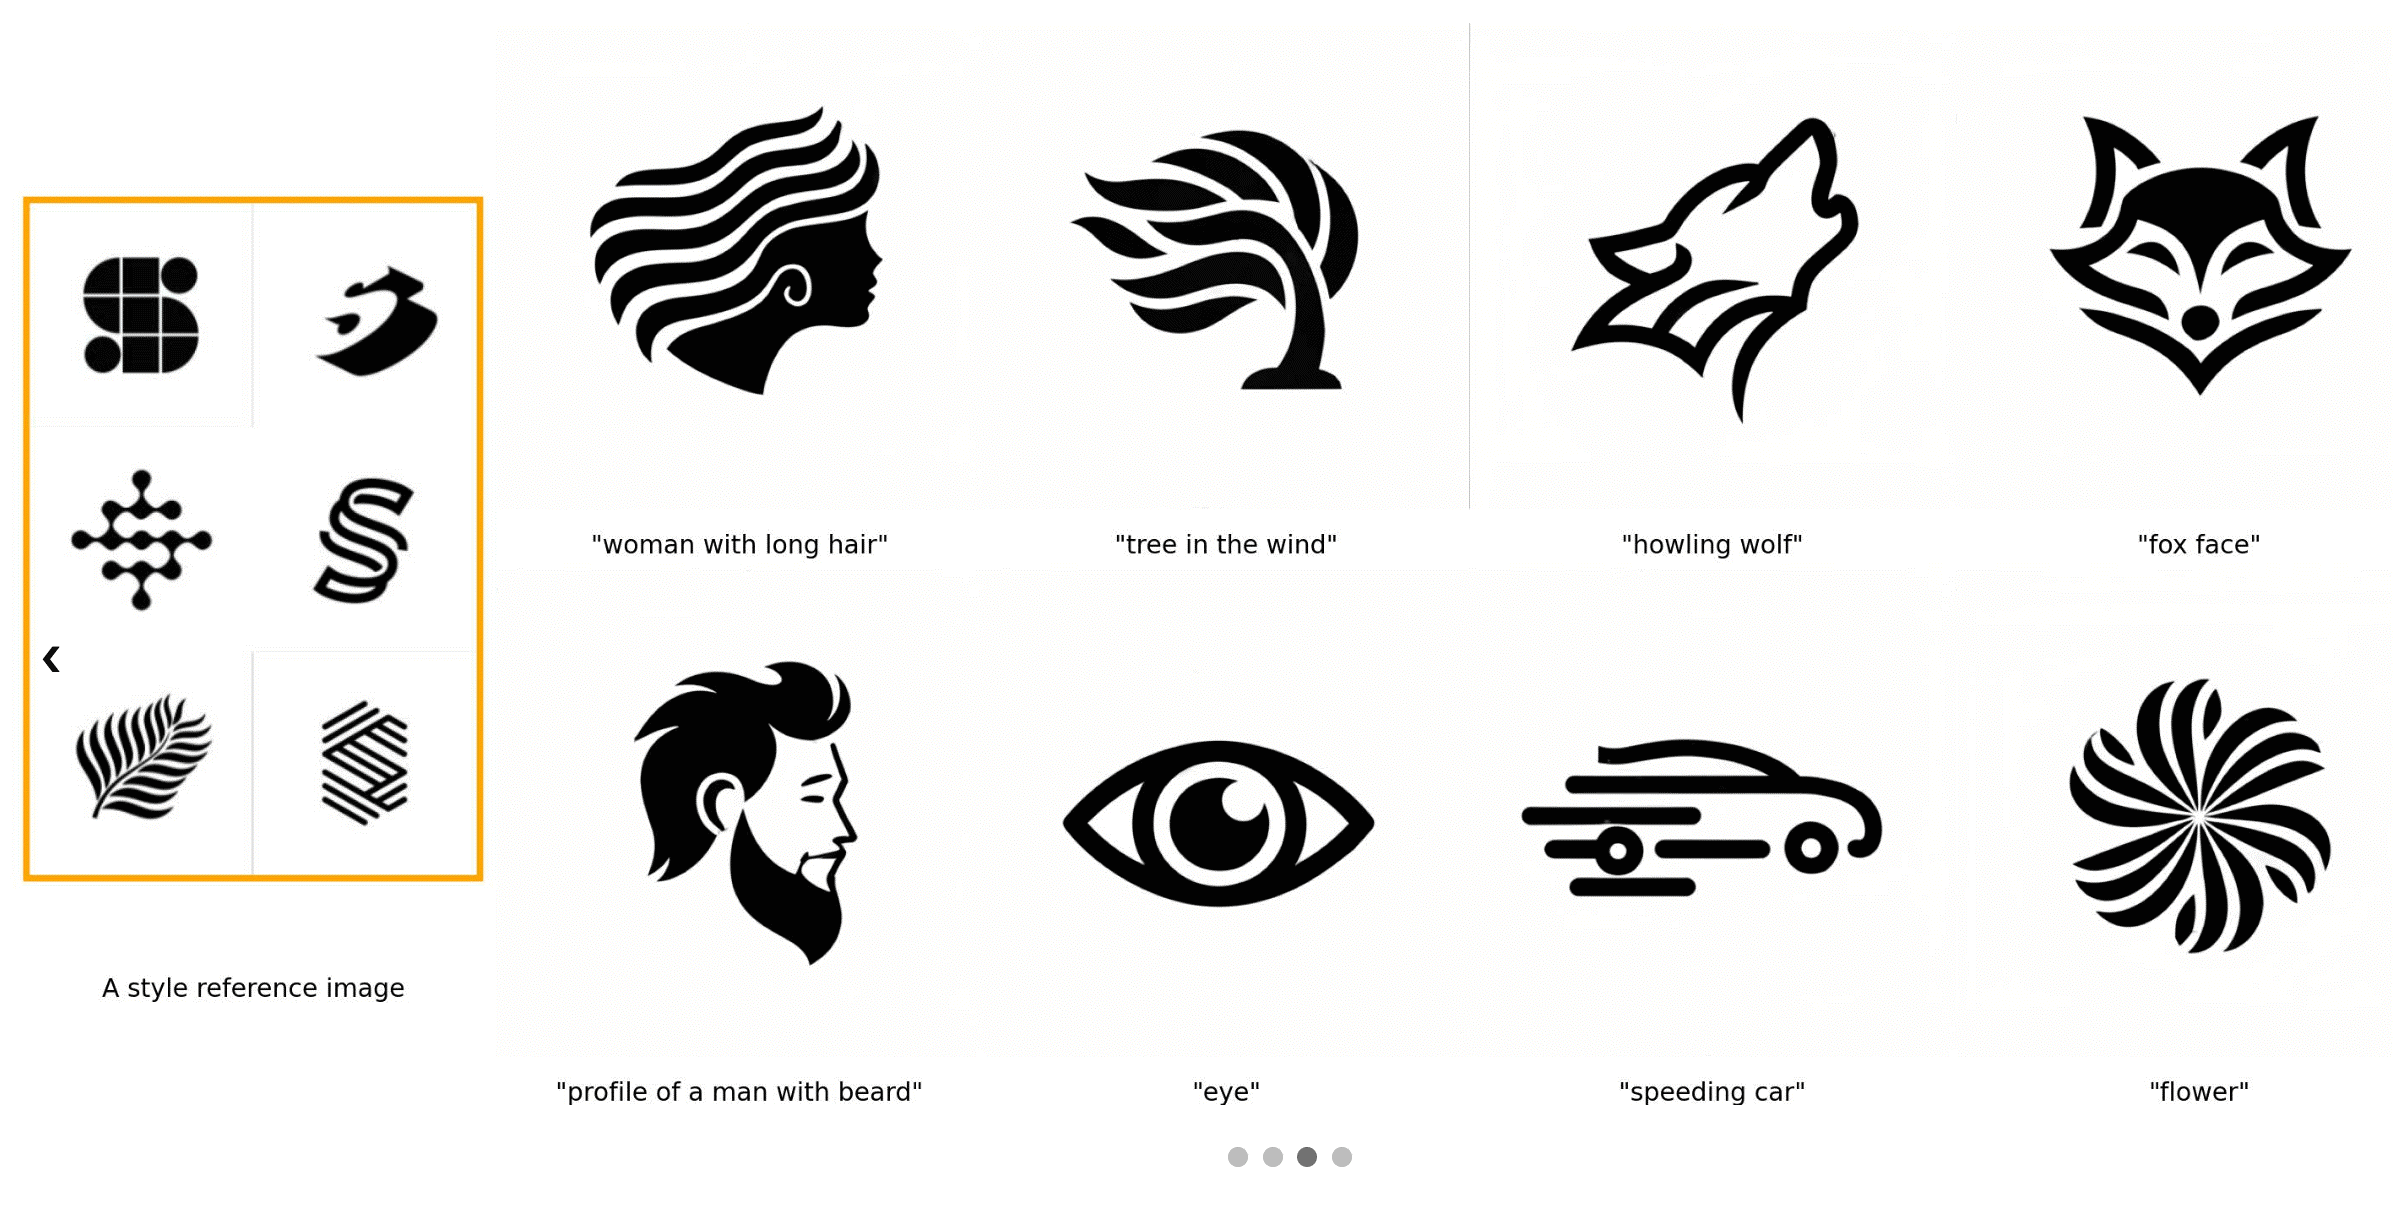 "woman with long hair"
"tree in the wind"
"howling wolf"
"fox face"
A style reference image
"profile of a man with beard"
"eye"
"speeding car"
"flower"